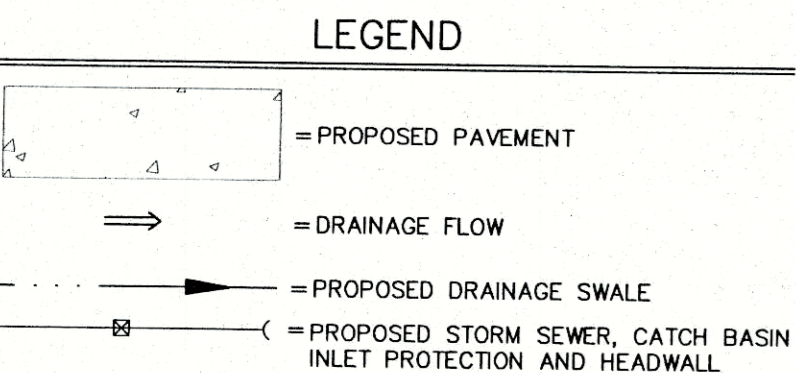 LEGEND
= PROPOSED PAVEMENT
= DRAINAGE FLOW
= PROPOSED DRAINAGE SWALE
= PROPOSED STORM SEWER, CATCH BASIN
INLET PROTECTION AND HEADWALL